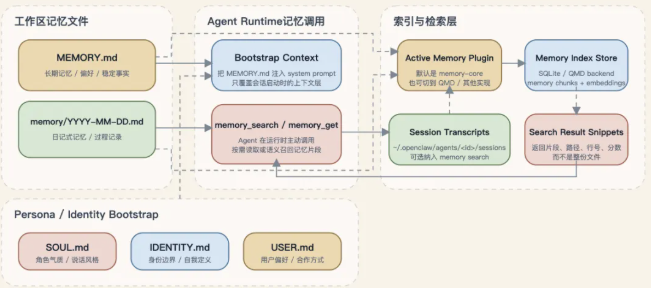 工作区记忆文件
MEMORY.md
长期记忆 / 偏好 / 稳定事实
memory/YYYY-MM-DD.md
日记式记忆 / 过程记录
Agent Runtime记忆调用
Bootstrap Context
把 MEMORY.md 注入 system prompt
只覆盖会话启动时的上下文层
memory_search / memory_get
Agent 在运行时主动调用
按需读取或语义召回记忆片段
索引与检索层
Active Memory Plugin
默认是 memory-core
也可切到 QMD / 其他实现
Memory Index Store
SQLite / QMD backend
memory chunks + embeddings
Session Transcripts
~/.openclaw/agents/<id>/sessions
可选纳入 memory search
Search Result Snippets
返回片段、路径、行号、分数
而不是整份文件
Persona / Identity Bootstrap
SOUL.md
角色气质 / 说话风格
IDENTITY.md
身份边界 / 自我定义
USER.md
用户偏好 / 合作方式